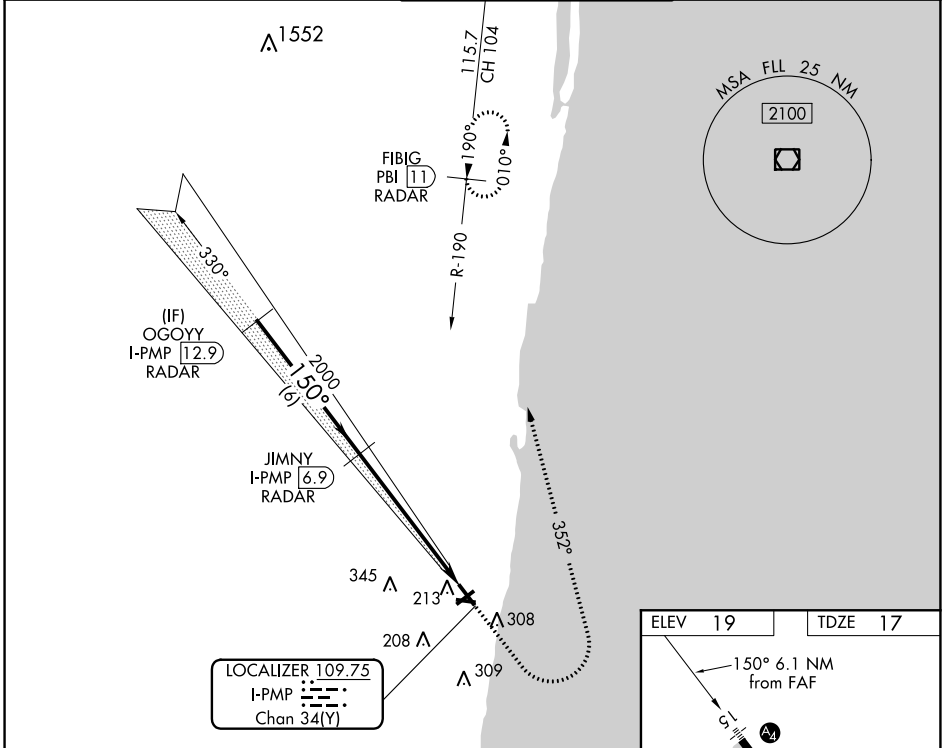 1552
115.7
CH 104
190°
010°
FIBIG
PBI 11
RADAR
R-190
MSA FLL 25 NM
2100
330°
(IF)
OGOYY
I-PMP 12.9
RADAR
2000
150°
(6)
JIMNY
I-PMP 6.9
RADAR
352°
345
213
308
208
309
LOCALIZER 109.75
I-PMP
Chan 34(Y)
ELEV 19
TDZE 17
150° 6.1 NM
from FAF
15
A4